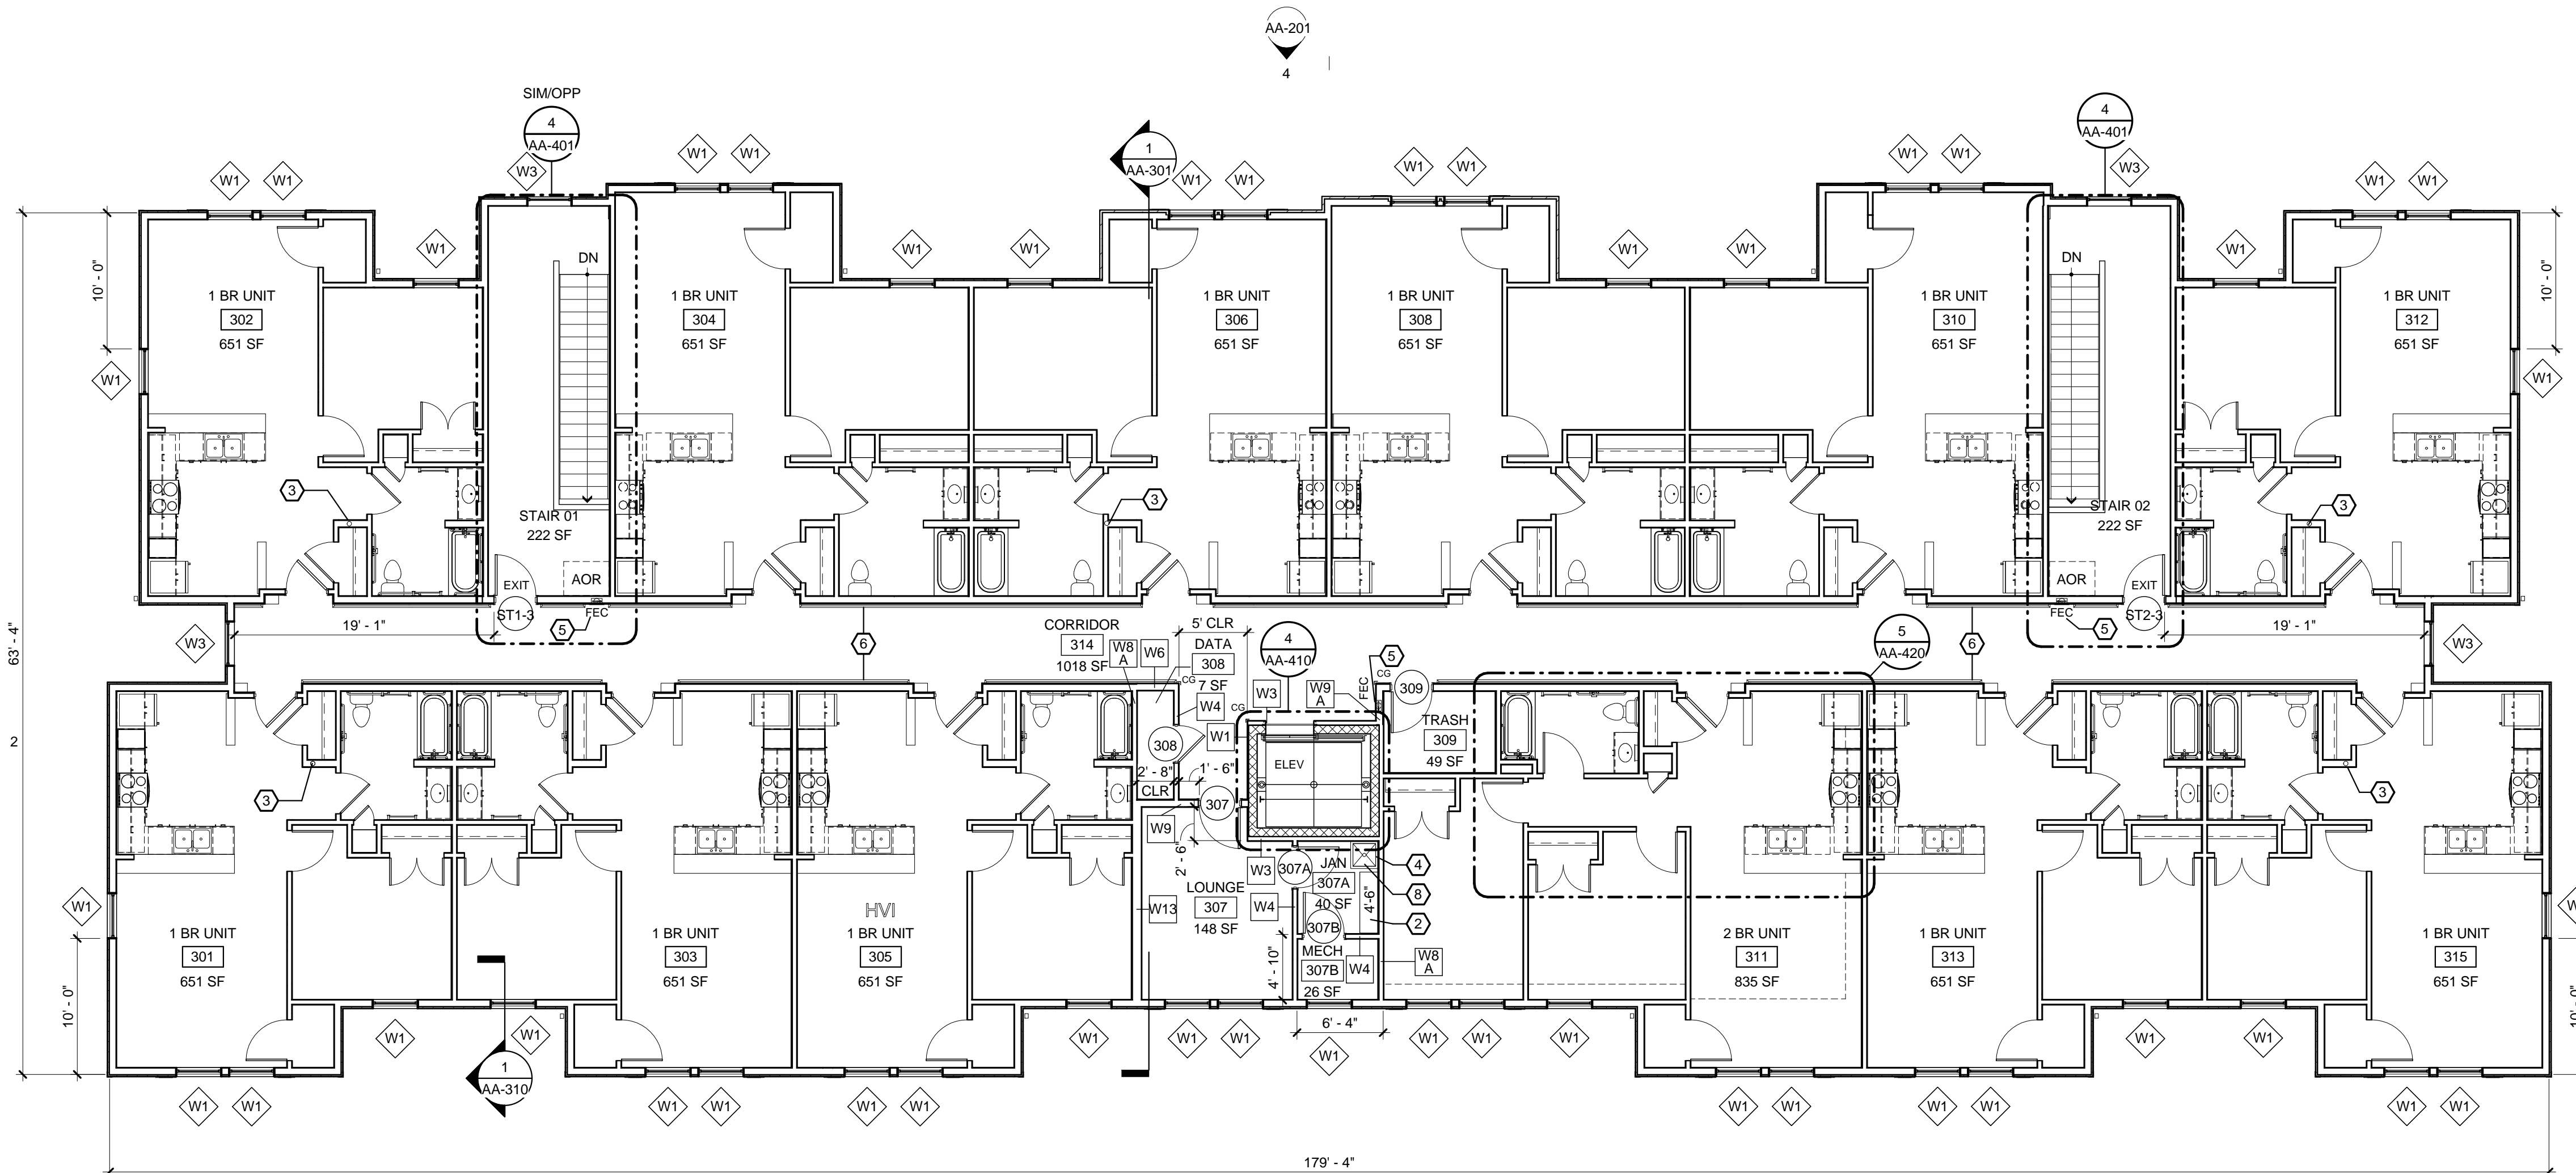 AA-201
4
SIM/OPP
4
AA-401
4
AA-401
1
AA-301
W1
W1
W3
W1
W1
W1
W1
W1
W1
W1
W1
W3
W1
W1
W1
W1
W1
W1
W1
W1
10' - 0"
10' - 0"
DN
DN
1 BR UNIT
302
651 SF
1 BR UNIT
304
651 SF
1 BR UNIT
306
651 SF
1 BR UNIT
308
651 SF
1 BR UNIT
310
651 SF
1 BR UNIT
312
651 SF
W1
W1
3
3
3
STAIR 01
222 SF
STAIR 02
222 SF
EXIT
AOR
AOR
EXIT
ST1-3
FEC
5
FEC
5
ST2-3
19' - 1"
19' - 1"
63' - 4"
2
W3
W3
6
6
CORRIDOR
314
1018 SF
W8
A
W6
5' CLR
DATA
308
7 SF
4
AA-410
5
5
AA-420
CG
CG
CG
W4
W3
W9
A
FEC
309
TRASH
309
49 SF
W1
308
ELEV
2' - 8"
CLR
1' - 6"
307
3
3
W9
2' - 6"
W3
307A
JAN
307A
40 SF
4
8
2
4'-6"
LOUNGE
307
148 SF
W13
W4
307B
MECH
307B
26 SF
W4
W8
A
4' - 10"
HVI
W1
W
1 BR UNIT
301
651 SF
1 BR UNIT
303
651 SF
1 BR UNIT
305
651 SF
2 BR UNIT
311
835 SF
1 BR UNIT
313
651 SF
1 BR UNIT
315
651 SF
10' - 0"
10' - 0"
6' - 4"
W1
W1
W1
W1
W1
W1
W1
W1
W1
W1
W1
W1
1
AA-310
W1
W1
W1
W1
W1
W1
W1
W1
W1
W1
W1
W1
179' - 4"